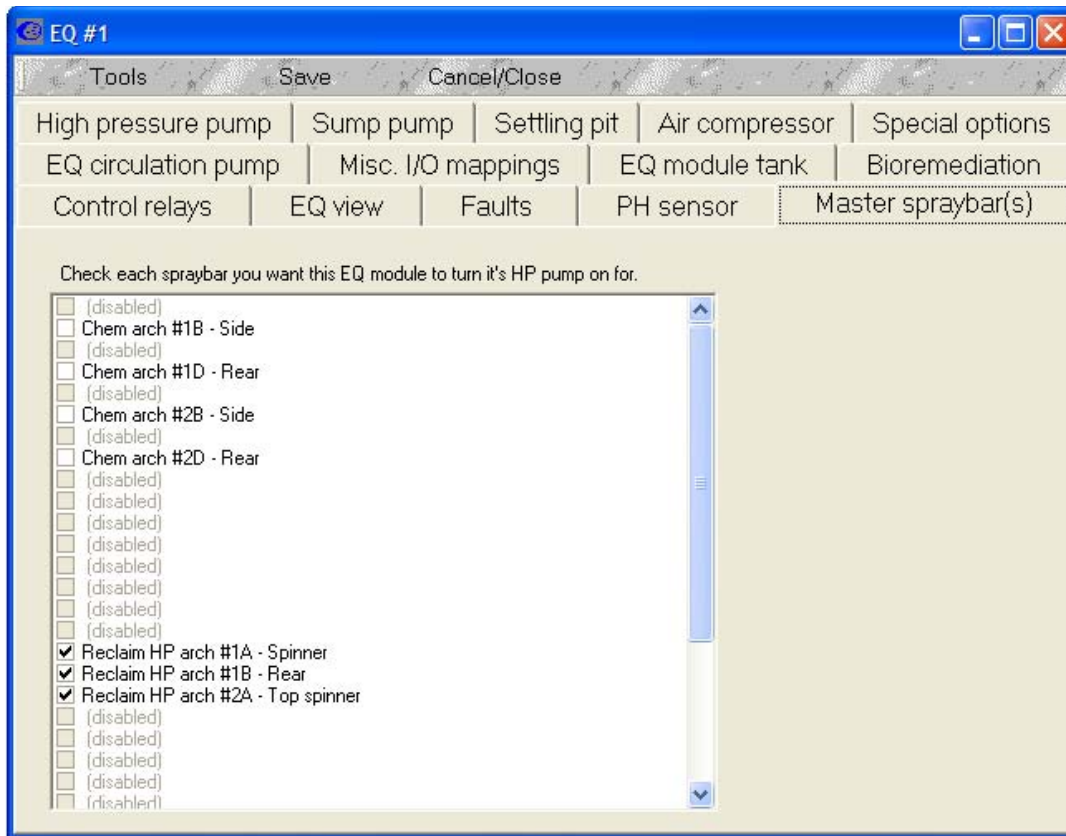 EQ #1
Tools Save Cancel/Close
High pressure pump Sump pump Settling pit Air compressor Special options
EQ circulation pump Misc. I/O mappings EQ module tank Bioremediation
Control relays EQ view Faults PH sensor Master spraybar(s)
Check each spraybar you want this EQ module to turn it's HP pump on for.
(disabled)
Chem arch #1B - Side
(disabled)
Chem arch #1D - Rear
(disabled)
Chem arch #2B - Side
(disabled)
Chem arch #2D - Rear
(disabled)
(disabled)
(disabled)
(disabled)
(disabled)
(disabled)
(disabled)
(disabled)
Reclaim HP arch #1A - Spinner
Reclaim HP arch #1B - Rear
Reclaim HP arch #2A - Top spinner
(disabled)
(disabled)
(disabled)
(disabled)
(disabled)